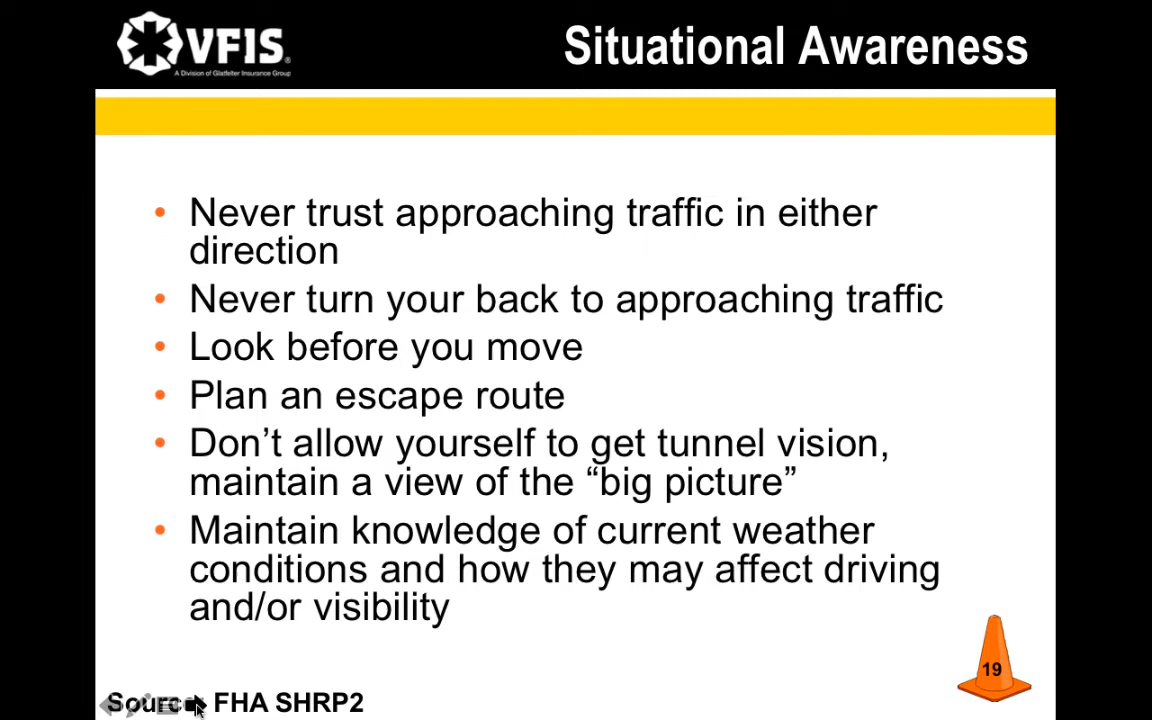 VFIS®
A Division of Glatfelter Insurance Group
Situational Awareness
• Never trust approaching traffic in either
direction
• Never turn your back to approaching traffic
• Look before you move
• Plan an escape route
• Don’t allow yourself to get tunnel vision,
maintain a view of the “big picture”
• Maintain knowledge of current weather
conditions and how they may affect driving
and/or visibility
19
FHA SHRP2